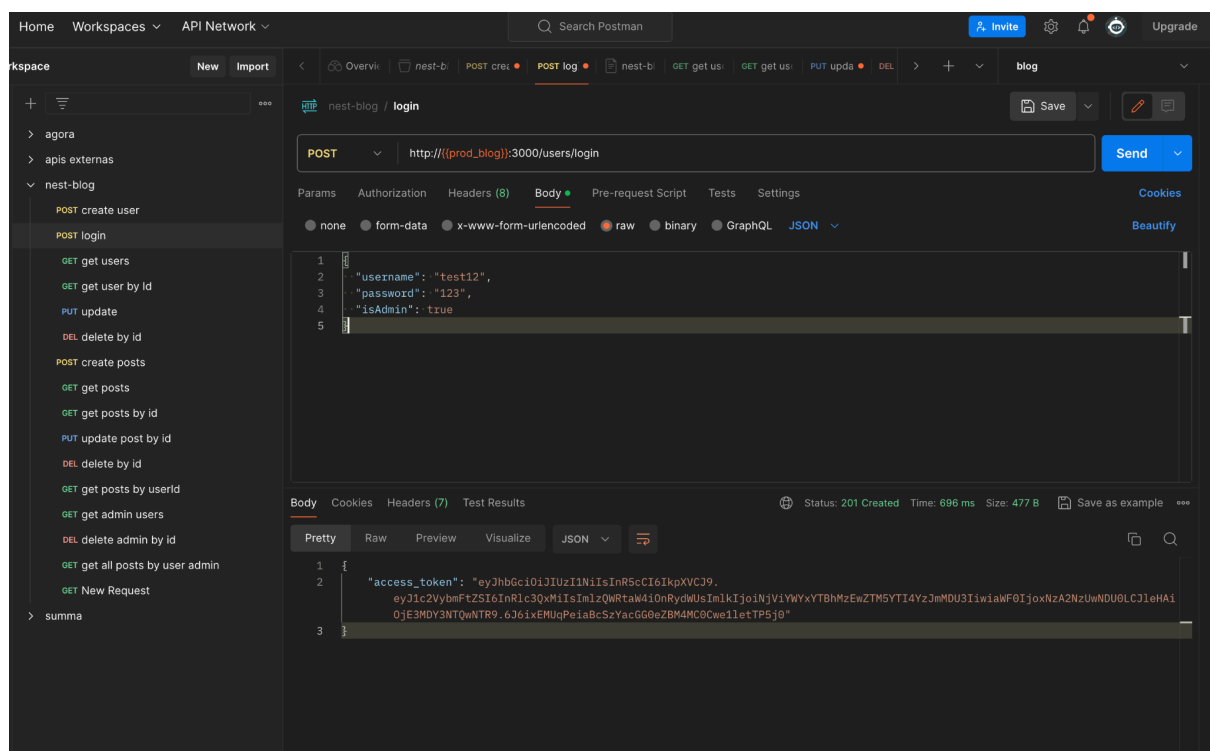 Home Workspaces API Network Search Postman Invite Upgrade
rkspace New Import Overvie nest-bl POST crea POST log nest-bl GET get use GET get use PUT upda DEL blog
nest-blog / login Save
agora
apis externas
nest-blog
POST create user
POST login
GET get users
GET get user by Id
PUT update
DEL delete by id
POST create posts
GET get posts
GET get posts by id
PUT update post by id
DEL delete by id
GET get posts by userId
GET get admin users
DEL delete admin by id
GET get all posts by user admin
GET New Request
summa
POST http://{{prod_blog}}:3000/users/login Send
Params Authorization Headers (8) Body Pre-request Script Tests Settings Cookies
none form-data x-www-form-urlencoded raw binary GraphQL JSON Beautify
1 {
2 "username": "test12",
3 "password": "123",
4 "isAdmin": true
5 }
Body Cookies Headers (7) Test Results Status: 201 Created Time: 696 ms Size: 477 B Save as example
Pretty Raw Preview Visualize JSON
1 {
2 "access_token": "eyJhbGciOiJIUzI1NiIsInR5cCI6IkpXVCJ9.
eyJ1c2VybmFtZSI6InRlc3QxMiIsImlzQWRtaW4iOnRydWUsImlkIjoiNjViYWYxYTBhMzEwZTM5YTI4YzJmMDU3IiwiaWF0IjoxNzA2NzUwNDU0LCJleHAi
OjE3MDY3NTQwNTR9.6J6ixEMUqPeiaBcSzYacGG0eZBM4MC0Cwe1letTP5j0"
3 }